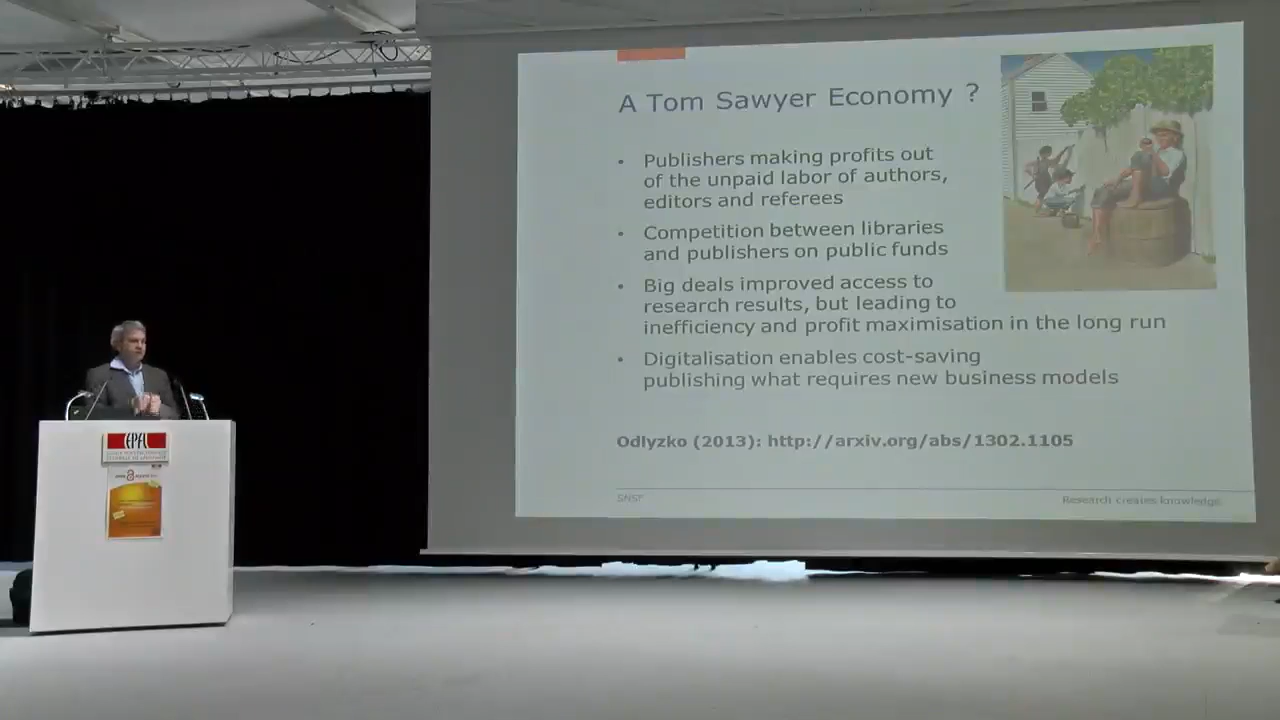 A Tom Sawyer Economy ?
• Publishers making profits out
of the unpaid labor of authors,
editors and referees
• Competition between libraries
and publishers on public funds
• Big deals improved access to
research results, but leading to
inefficiency and profit maximisation in the long run
• Digitalisation enables cost-saving
publishing what requires new business models
Odlyzko (2013): http://arxiv.org/abs/1302.1105
SNSF
Research creates knowledge.
EPFL